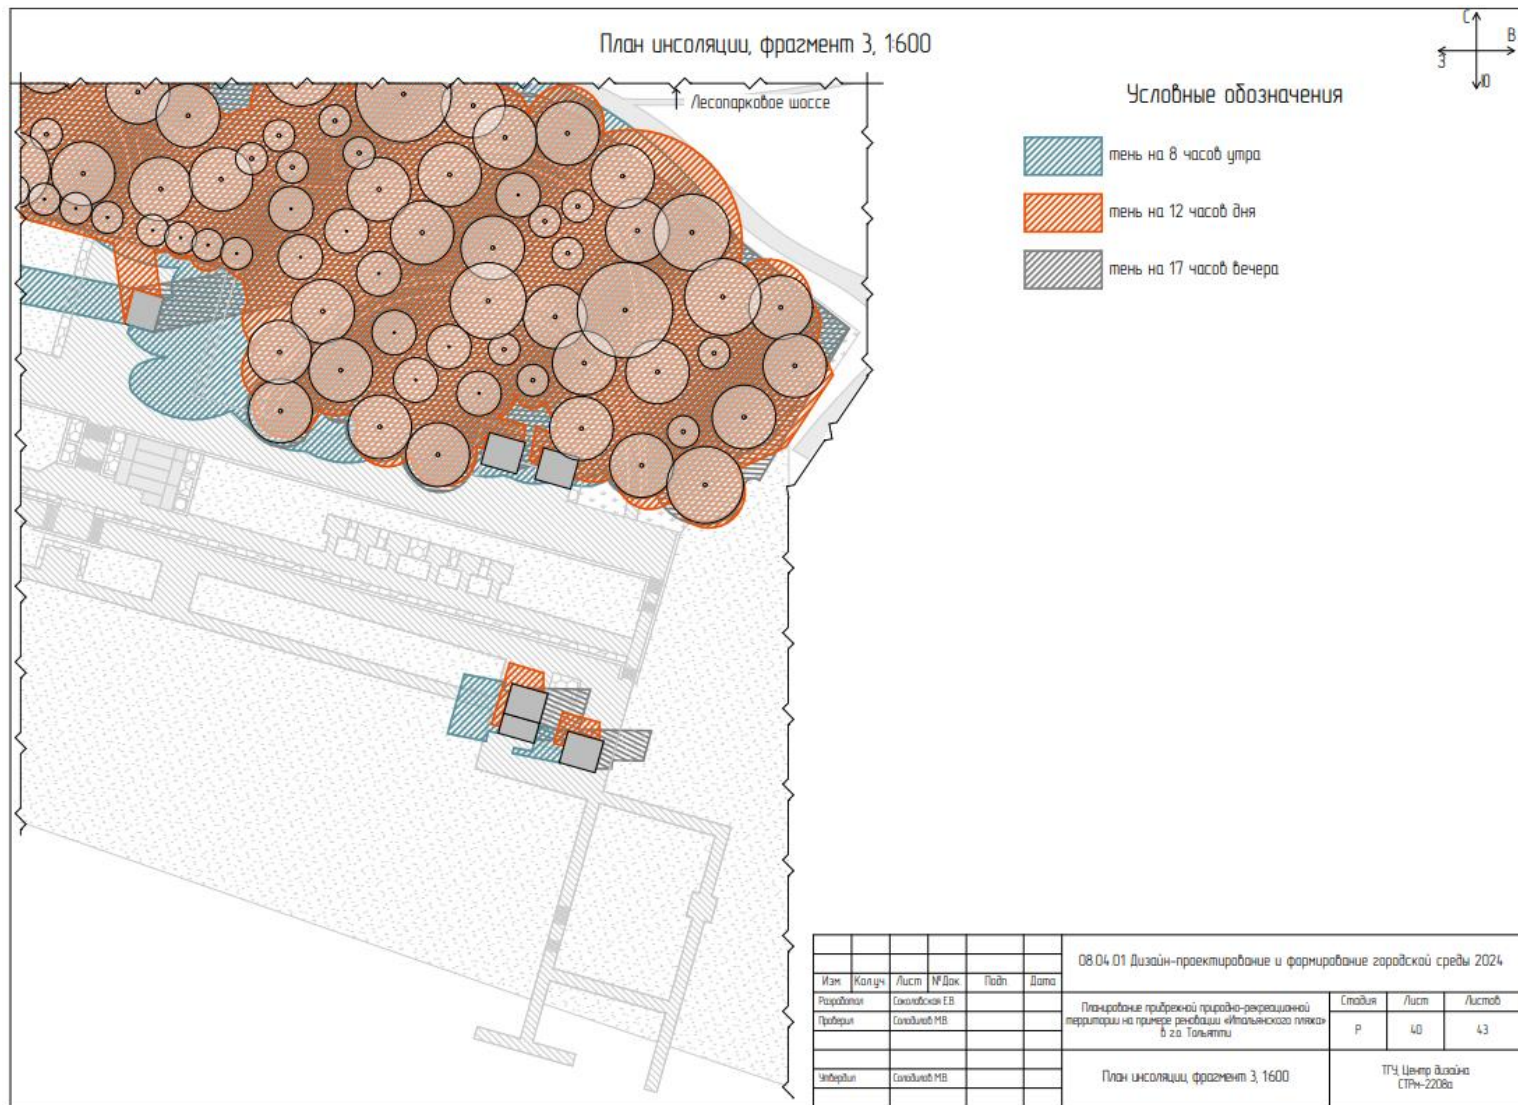 План инсоляции, фрагмент 3, 1:600
С
В
З
Ю
Лесопарковое шоссе
Условные обозначения
тень на 8 часов утра
тень на 12 часов дня
тень на 17 часов вечера
08.04.01 Дизайн-проектирование и формирование городской среды 2024
Изм. Кол.уч Лист №Док. Подп. Дата
Разработал Соколовская Е.В.
Проверил Солодилов М.В.
Планирование прибрежной природно-рекреационной
территории на примере реновации «Итальянского пляжа»
в г.о. Тольятти
Стадия Лист Листов
Р 40 43
Утвердил Солодилов М.В.
План инсоляции, фрагмент 3, 1:600
ТГУ, Центр дизайна
СТРм-2208а